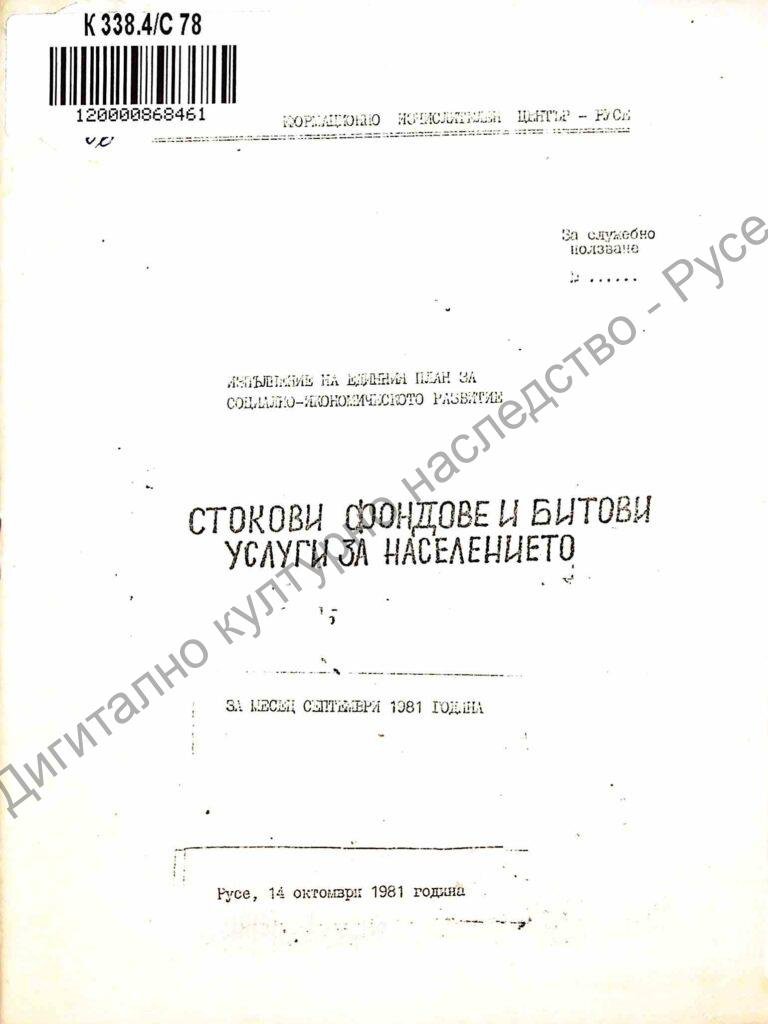 К 338.4/С 78
120000868461
ФОРМАЦИОННО ИЗЧИСЛИТЕЛЕН ЦЕНТЪР - РУСЕ
За служебно
ползване
№ ......
ИЗПЪЛНЕНИЕ НА ЕДИННИЯ ПЛАН ЗА
СОЦИАЛНО-ИКОНОМИЧЕСКОТО РАЗВИТИЕ
СТОКОВИ ФОНДОВЕ И БИТОВИ
УСЛУГИ ЗА НАСЕЛЕНИЕТО
ЗА МЕСЕЦ СЕПТЕМВРИ 1981 ГОДИНА
Русе, 14 октомври 1981 година
Дигитално културно наследство - Русе